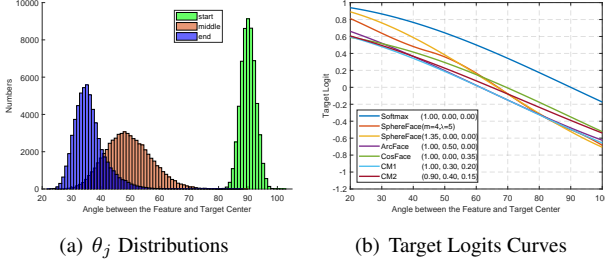 10000
8000
6000
4000
2000
0
Numbers
start
middle
end
20 30 40 50 60 70 80 90 100
Angle between the Feature and Target Center
(a) θj Distributions
1
0.8
0.6
0.4
0.2
0
-0.2
-0.4
-0.6
-0.8
-1
-1.2
Target Logit
Softmax (1.00, 0.00, 0.00)
SphereFace(m=4,λ=5)
SphereFace(1.35, 0.00, 0.00)
ArcFace (1.00, 0.50, 0.00)
CosFace (1.00, 0.00, 0.35)
CM1 (1.00, 0.30, 0.20)
CM2 (0.90, 0.40, 0.15)
20 30 40 50 60 70 80 90 100
Angle between the Feature and Target Center
(b) Target Logits Curves